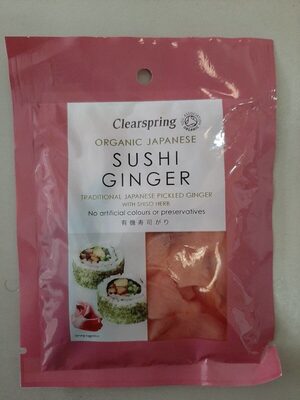 Clearspring
ORGANIC JAPANESE
SUSHI
GINGER
TRADITIONAL JAPANESE PICKLED GINGER
WITH SHISO HERB
No artificial colours or preservatives
有機寿司がり